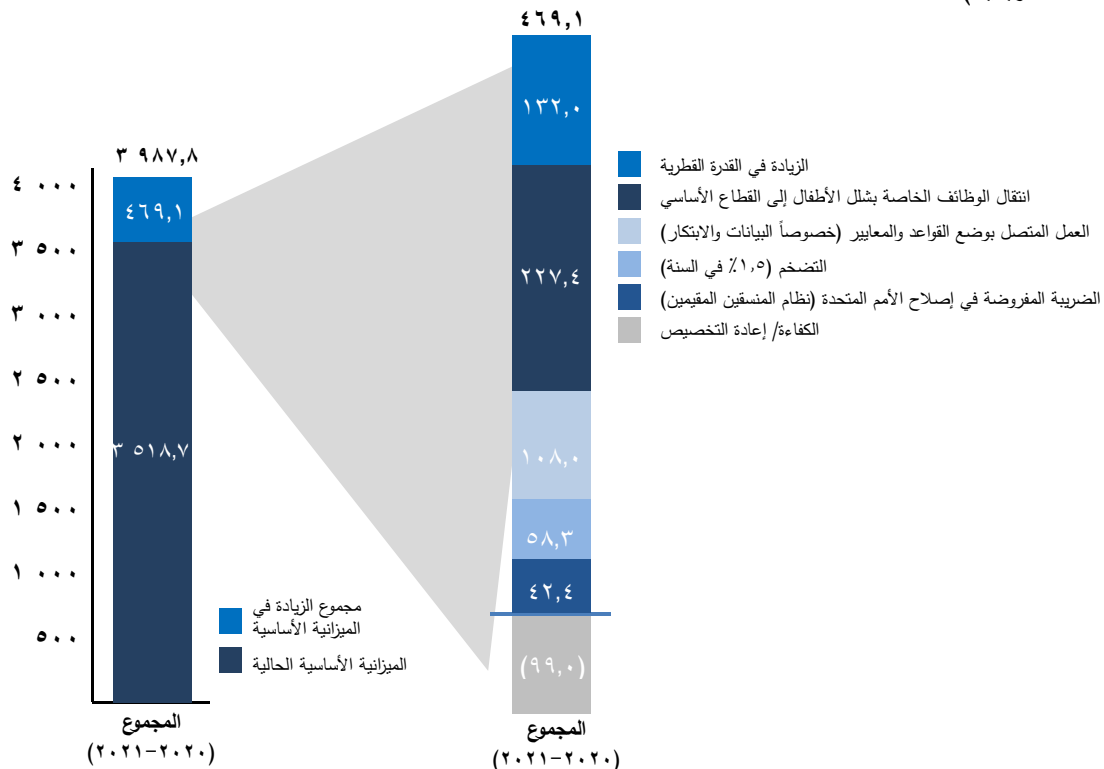 ٤٦٩,١
١٣٢,٠
٢٢٧,٤
١٠٨,٠
٥٨,٣
٤٢,٤
(٩٩,٠)
المجموع
(٢٠٢٠-٢٠٢١)
الزيادة في القدرة القطرية
انتقال الوظائف الخاصة بشلل الأطفال إلى القطاع الأساسي
العمل المتصل بوضع القواعد والمعايير (خصوصاً البيانات والابتكار)
التضخم (١,٥٪ في السنة)
الضريبة المفروضة في إصلاح الأمم المتحدة (نظام المنسقين المقيمين)
الكفاءة/ إعادة التخصيص
٣ ٩٨٧,٨
٤٦٩,١
٣ ٥١٨,٧
٤ ٠٠٠
٣ ٥٠٠
٣ ٠٠٠
٢ ٥٠٠
٢ ٠٠٠
١ ٥٠٠
١ ٠٠٠
٥٠٠
مجموع الزيادة في
الميزانية الأساسية
الميزانية الأساسية الحالية
المجموع
(٢٠٢٠-٢٠٢١)